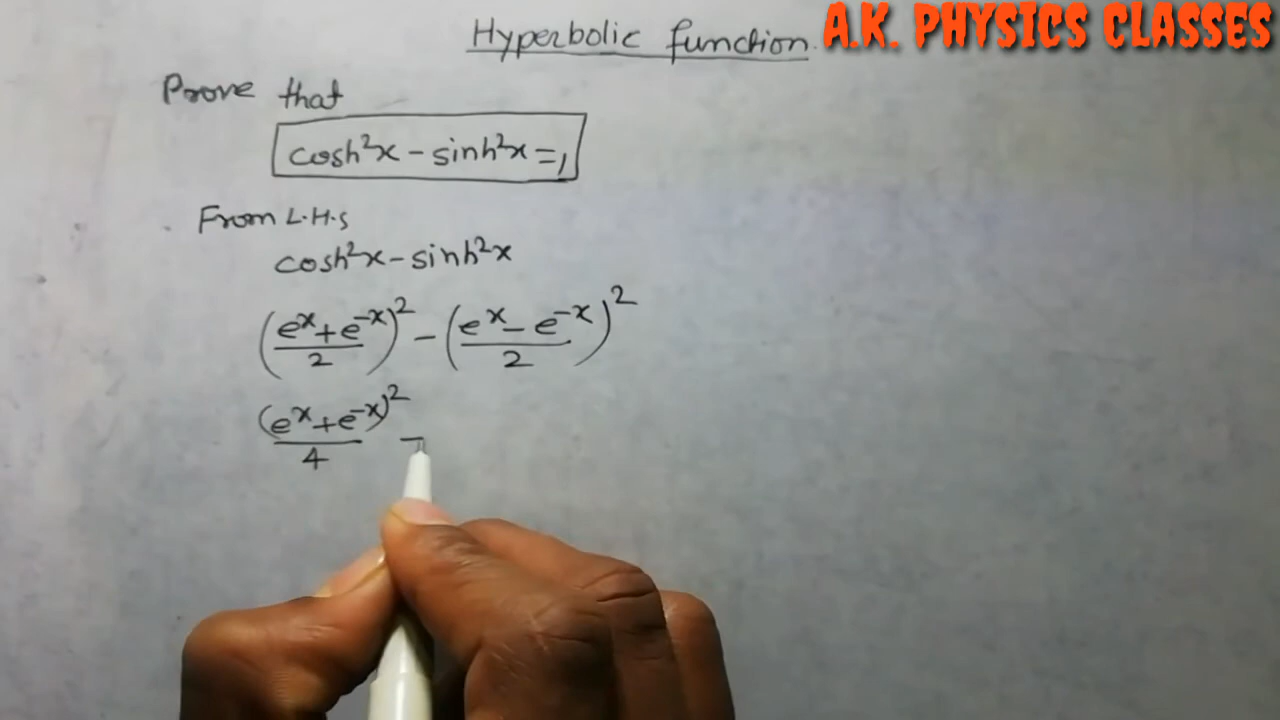 Hyperbolic function.
A.K. PHYSICS CLASSES
Prove that
cosh²x - sinh²x = 1
From L.H.S
cosh²x - sinh²x
((eˣ + e⁻ˣ)/2)² - ((eˣ - e⁻ˣ)/2)²
(eˣ + e⁻ˣ)²/4 -